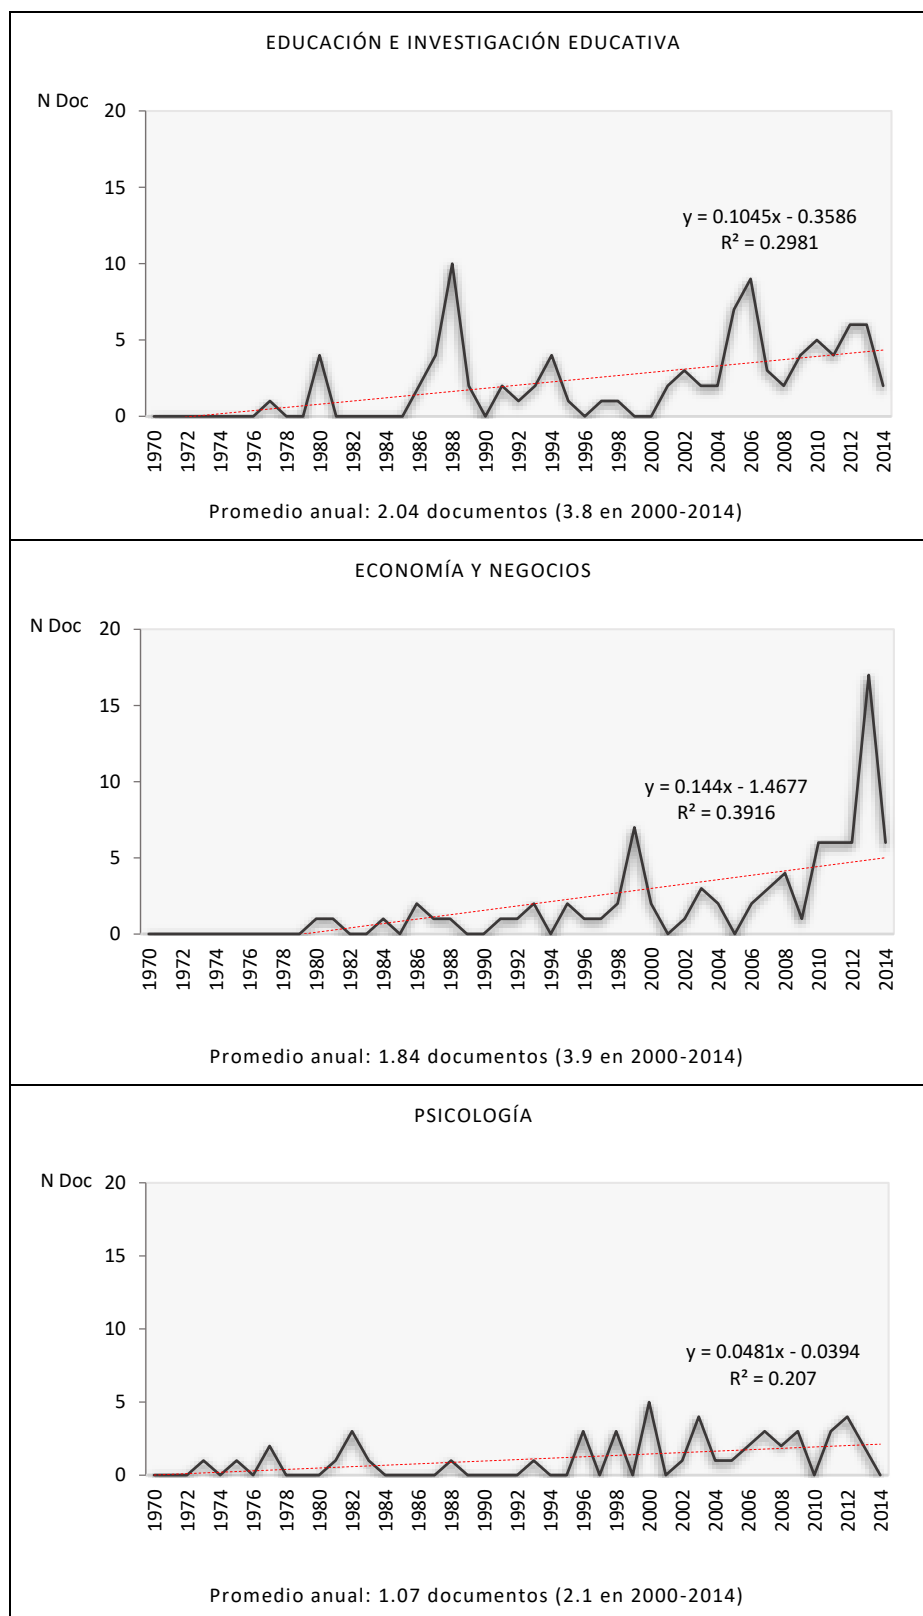 EDUCACIÓN E INVESTIGACIÓN EDUCATIVA
N Doc
20
15
10
5
0
y = 0.1045x - 0.3586
R² = 0.2981
1970 1972 1974 1976 1978 1980 1982 1984 1986 1988 1990 1992 1994 1996 1998 2000 2002 2004 2006 2008 2010 2012 2014
Promedio anual: 2.04 documentos (3.8 en 2000-2014)
ECONOMÍA Y NEGOCIOS
N Doc
20
15
10
5
0
y = 0.144x - 1.4677
R² = 0.3916
1970 1972 1974 1976 1978 1980 1982 1984 1986 1988 1990 1992 1994 1996 1998 2000 2002 2004 2006 2008 2010 2012 2014
Promedio anual: 1.84 documentos (3.9 en 2000-2014)
PSICOLOGÍA
N Doc
20
15
10
5
0
y = 0.0481x - 0.0394
R² = 0.207
1970 1972 1974 1976 1978 1980 1982 1984 1986 1988 1990 1992 1994 1996 1998 2000 2002 2004 2006 2008 2010 2012 2014
Promedio anual: 1.07 documentos (2.1 en 2000-2014)